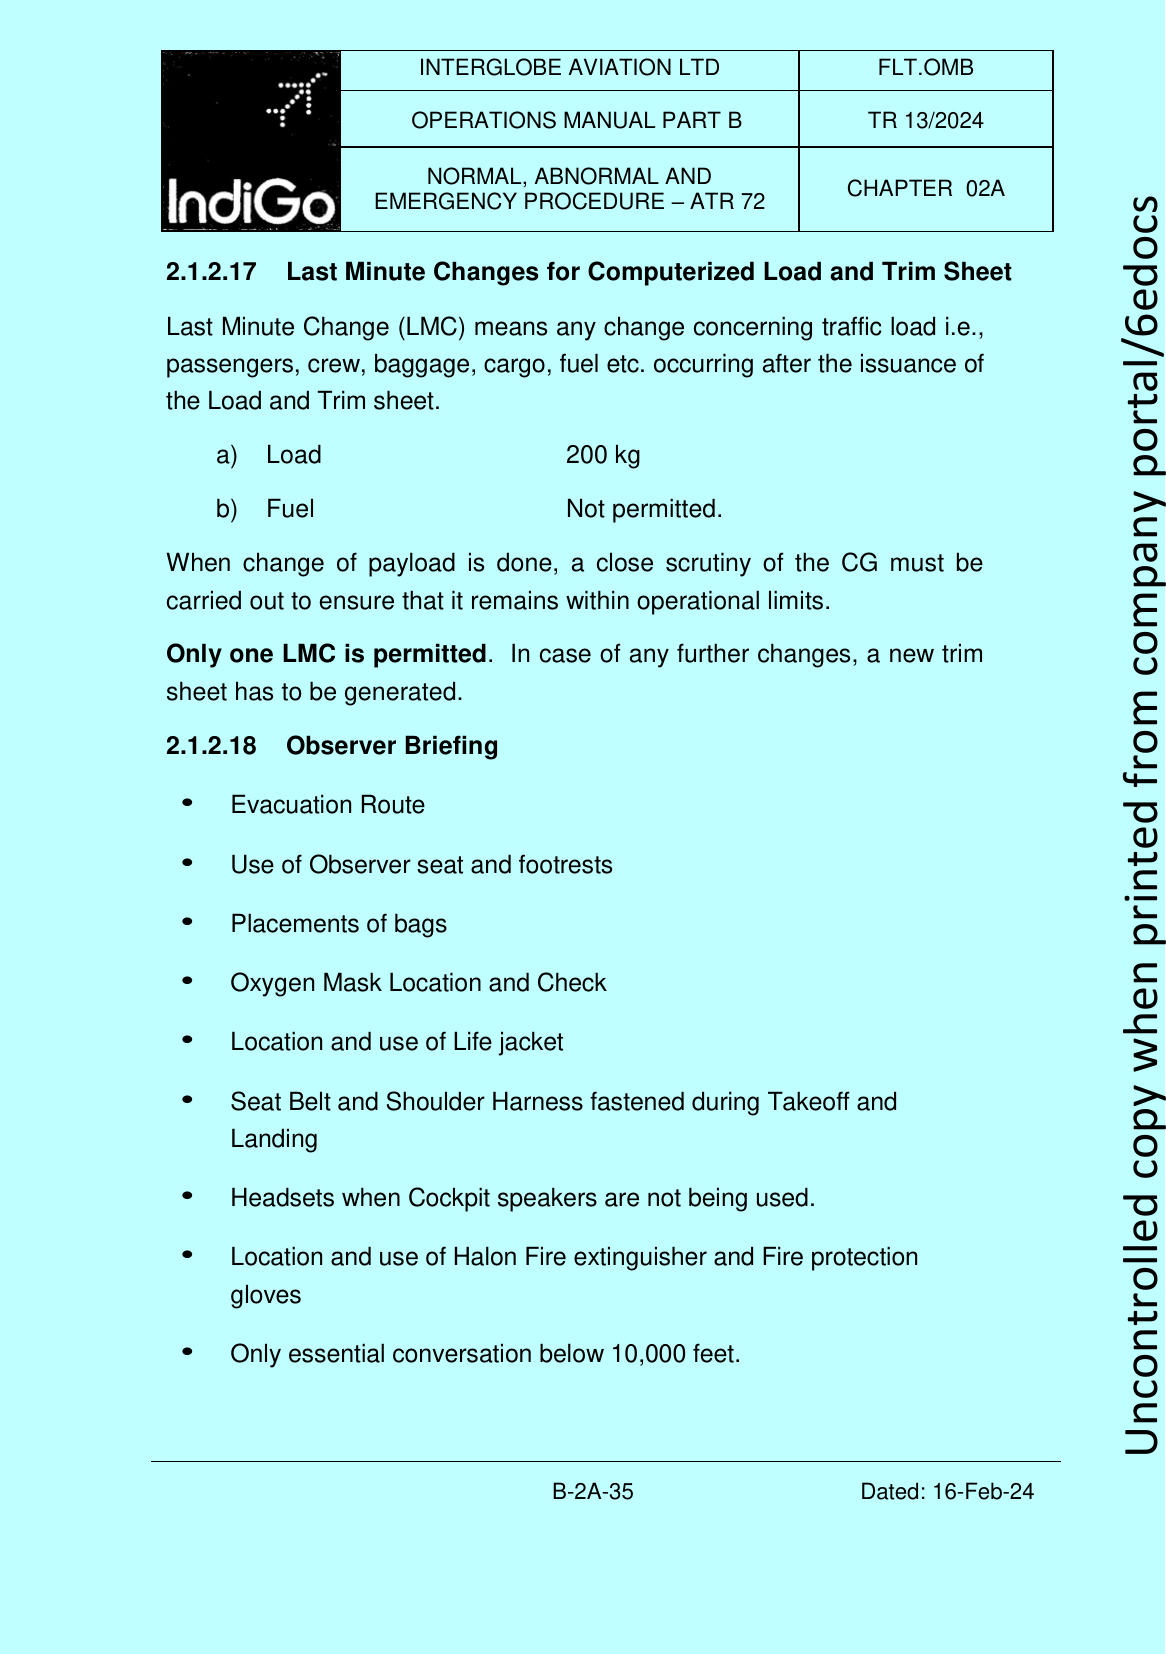 IndiGo
INTERGLOBE AVIATION LTD
FLT.OMB
OPERATIONS MANUAL PART B
TR 13/2024
NORMAL, ABNORMAL AND
EMERGENCY PROCEDURE – ATR 72
CHAPTER 02A
2.1.2.17 Last Minute Changes for Computerized Load and Trim Sheet
Last Minute Change (LMC) means any change concerning traffic load i.e.,
passengers, crew, baggage, cargo, fuel etc. occurring after the issuance of
the Load and Trim sheet.
a) Load 200 kg
b) Fuel Not permitted.
When change of payload is done, a close scrutiny of the CG must be
carried out to ensure that it remains within operational limits.
Only one LMC is permitted. In case of any further changes, a new trim
sheet has to be generated.
2.1.2.18 Observer Briefing
• Evacuation Route
• Use of Observer seat and footrests
• Placements of bags
• Oxygen Mask Location and Check
• Location and use of Life jacket
• Seat Belt and Shoulder Harness fastened during Takeoff and
Landing
• Headsets when Cockpit speakers are not being used.
• Location and use of Halon Fire extinguisher and Fire protection
gloves
• Only essential conversation below 10,000 feet.
B-2A-35
Dated: 16-Feb-24
Uncontrolled copy when printed from company portal/6edocs